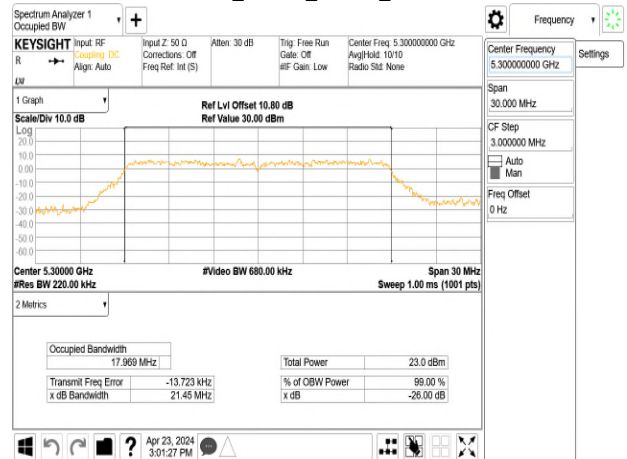 Spectrum Analyzer 1
Occupied BW
Frequency
KEYSIGHT
Input: RF
Coupling: DC
Align: Auto
R
Input Z: 50 Ω
Corrections: Off
Freq Ref: Int (S)
Atten: 30 dB
Trig: Free Run
Gate: Off
#IF Gain: Low
Center Freq: 5.300000000 GHz
Avg|Hold: 10/10
Radio Std: None
LXI
Center Frequency
5.300000000 GHz
Settings
Span
30.000 MHz
CF Step
3.000000 MHz
Auto
Man
Freq Offset
0 Hz
1 Graph
Scale/Div 10.0 dB
Ref Lvl Offset 10.80 dB
Ref Value 30.00 dBm
Log
20.0
10.0
0.00
-10.0
-20.0
-30.0
-40.0
-50.0
-60.0
Center 5.30000 GHz
#Video BW 680.00 kHz
Span 30 MHz
#Res BW 220.00 kHz
Sweep 1.00 ms (1001 pts)
2 Metrics
Occupied Bandwidth
17.969 MHz
Total Power 23.0 dBm
Transmit Freq Error -13.723 kHz
% of OBW Power 99.00 %
x dB Bandwidth 21.45 MHz
x dB -26.00 dB
?
Apr 23, 2024
3:01:27 PM